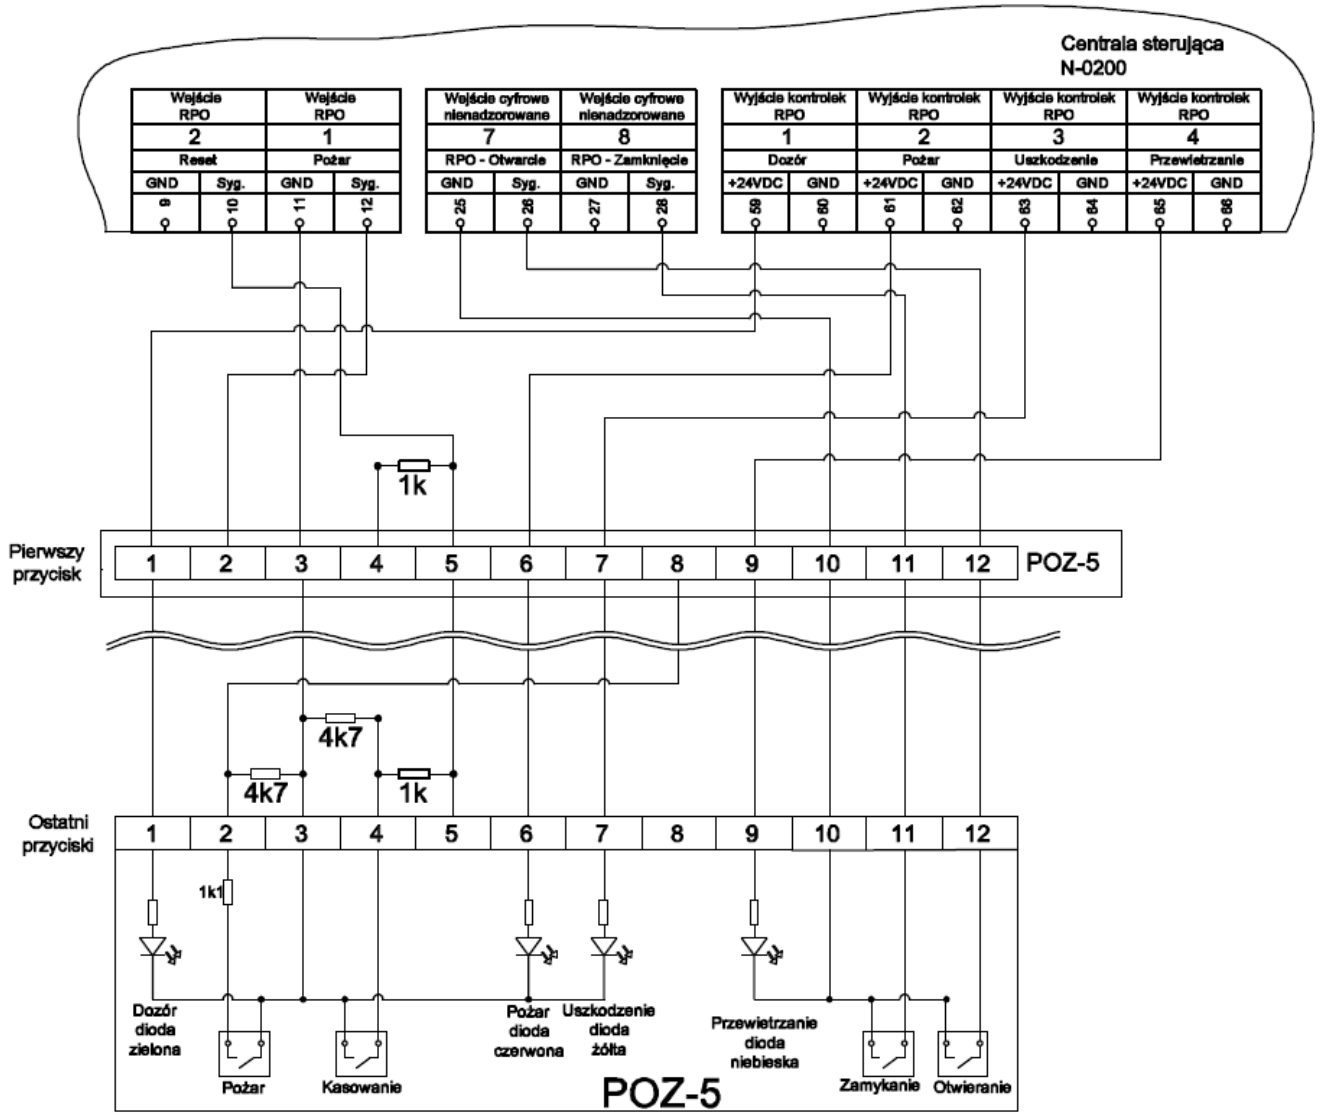 Centrala sterująca
N-0200
Wejście RPO Wejście RPO Wejście cyfrowe nienadzorowane Wejście cyfrowe nienadzorowane Wyjście kontrolek RPO Wyjście kontrolek RPO Wyjście kontrolek RPO Wyjście kontrolek RPO
2 1 7 8 1 2 3 4
Reset Pożar RPO - Otwarcie RPO - Zamknięcie Dozór Pożar Uszkodzenie Przewietrzanie
GND Syg. GND Syg. GND Syg. GND Syg. +24VDC GND +24VDC GND +24VDC GND +24VDC GND
9 10 11 12 25 26 27 28 59 60 61 62 63 64 65 66
1k
Pierwszy
przycisk
1 2 3 4 5 6 7 8 9 10 11 12 POZ-5
4k7
4k7 1k
Ostatni
przyciski
1 2 3 4 5 6 7 8 9 10 11 12
1k1
Dozór
dioda
zielona
Pożar
Kasowanie
Pożar
dioda
czerwona
Uszkodzenie
dioda
żółta
Przewietrzanie
dioda
niebieska
Zamykanie
Otwieranie
POZ-5